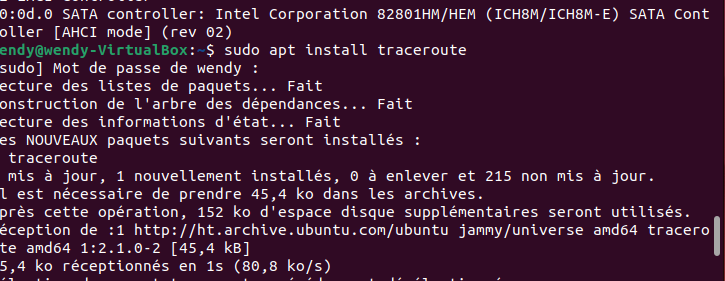 0:0d.0 SATA controller: Intel Corporation 82801HM/HEM (ICH8M/ICH8M-E) SATA Cont
oller [AHCI mode] (rev 02)
endy@wendy-VirtualBox:~$ sudo apt install traceroute
sudo] Mot de passe de wendy :
ecture des listes de paquets... Fait
onstruction de l'arbre des dépendances... Fait
ecture des informations d'état... Fait
es NOUVEAUX paquets suivants seront installés :
traceroute
mis à jour, 1 nouvellement installés, 0 à enlever et 215 non mis à jour.
l est nécessaire de prendre 45,4 ko dans les archives.
près cette opération, 152 ko d'espace disque supplémentaires seront utilisés.
éception de :1 http://ht.archive.ubuntu.com/ubuntu jammy/universe amd64 tracero
te amd64 1:2.1.0-2 [45,4 kB]
5,4 ko réceptionnés en 1s (80,8 ko/s)